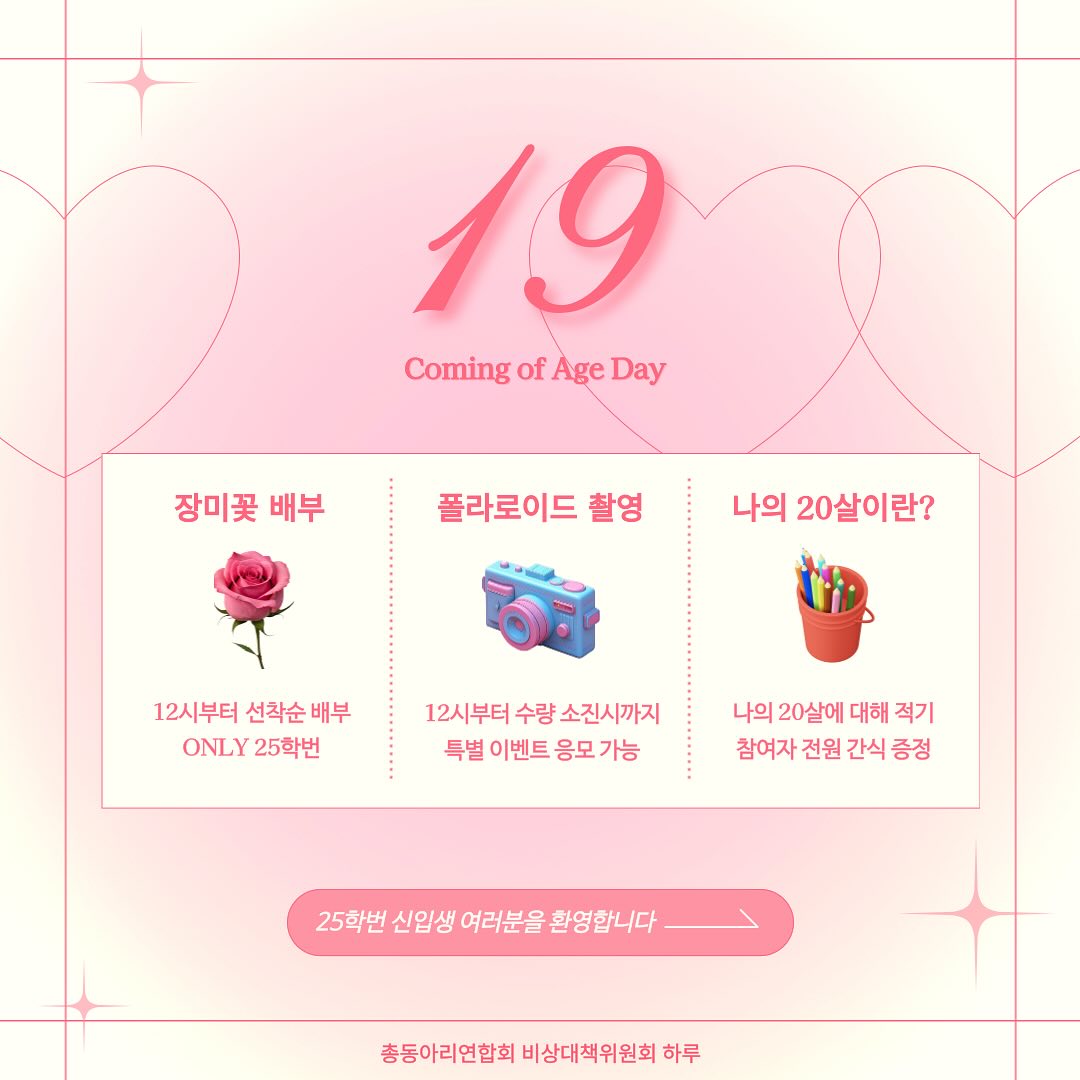 19
Coming of Age Day
장미꽃 배부
12시부터 선착순 배부
ONLY 25학번
폴라로이드 촬영
12시부터 수량 소진시까지
특별 이벤트 응모 가능
나의 20살이란?
나의 20살에 대해 적기
참여자 전원 간식 증정
25학번 신입생 여러분을 환영합니다
총동아리연합회 비상대책위원회 하루